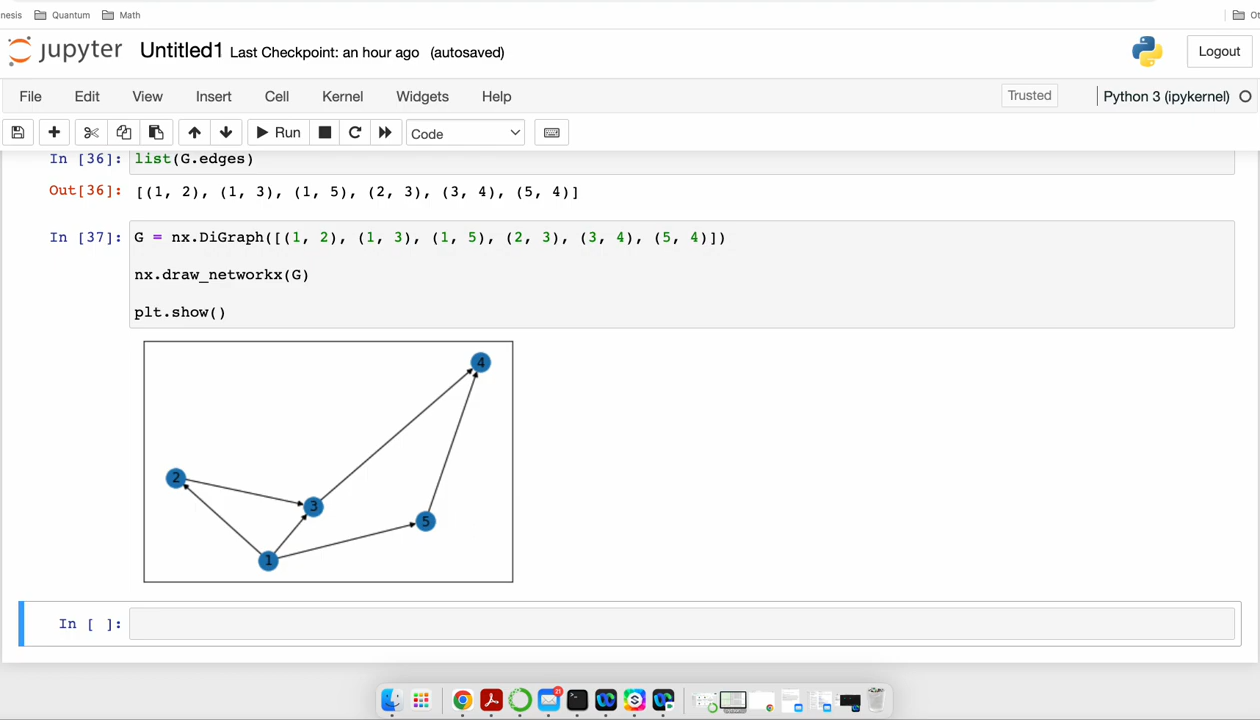 nesis Quantum Math Ot
jupyter Untitled1 Last Checkpoint: an hour ago (autosaved) Logout
File Edit View Insert Cell Kernel Widgets Help Trusted Python 3 (ipykernel)
Run Code
In [36]: list(G.edges)
Out[36]: [(1, 2), (1, 3), (1, 5), (2, 3), (3, 4), (5, 4)]
In [37]: G = nx.DiGraph([(1, 2), (1, 3), (1, 5), (2, 3), (3, 4), (5, 4)])
nx.draw_networkx(G)
plt.show()
4
2
3
5
1
In [ ]: